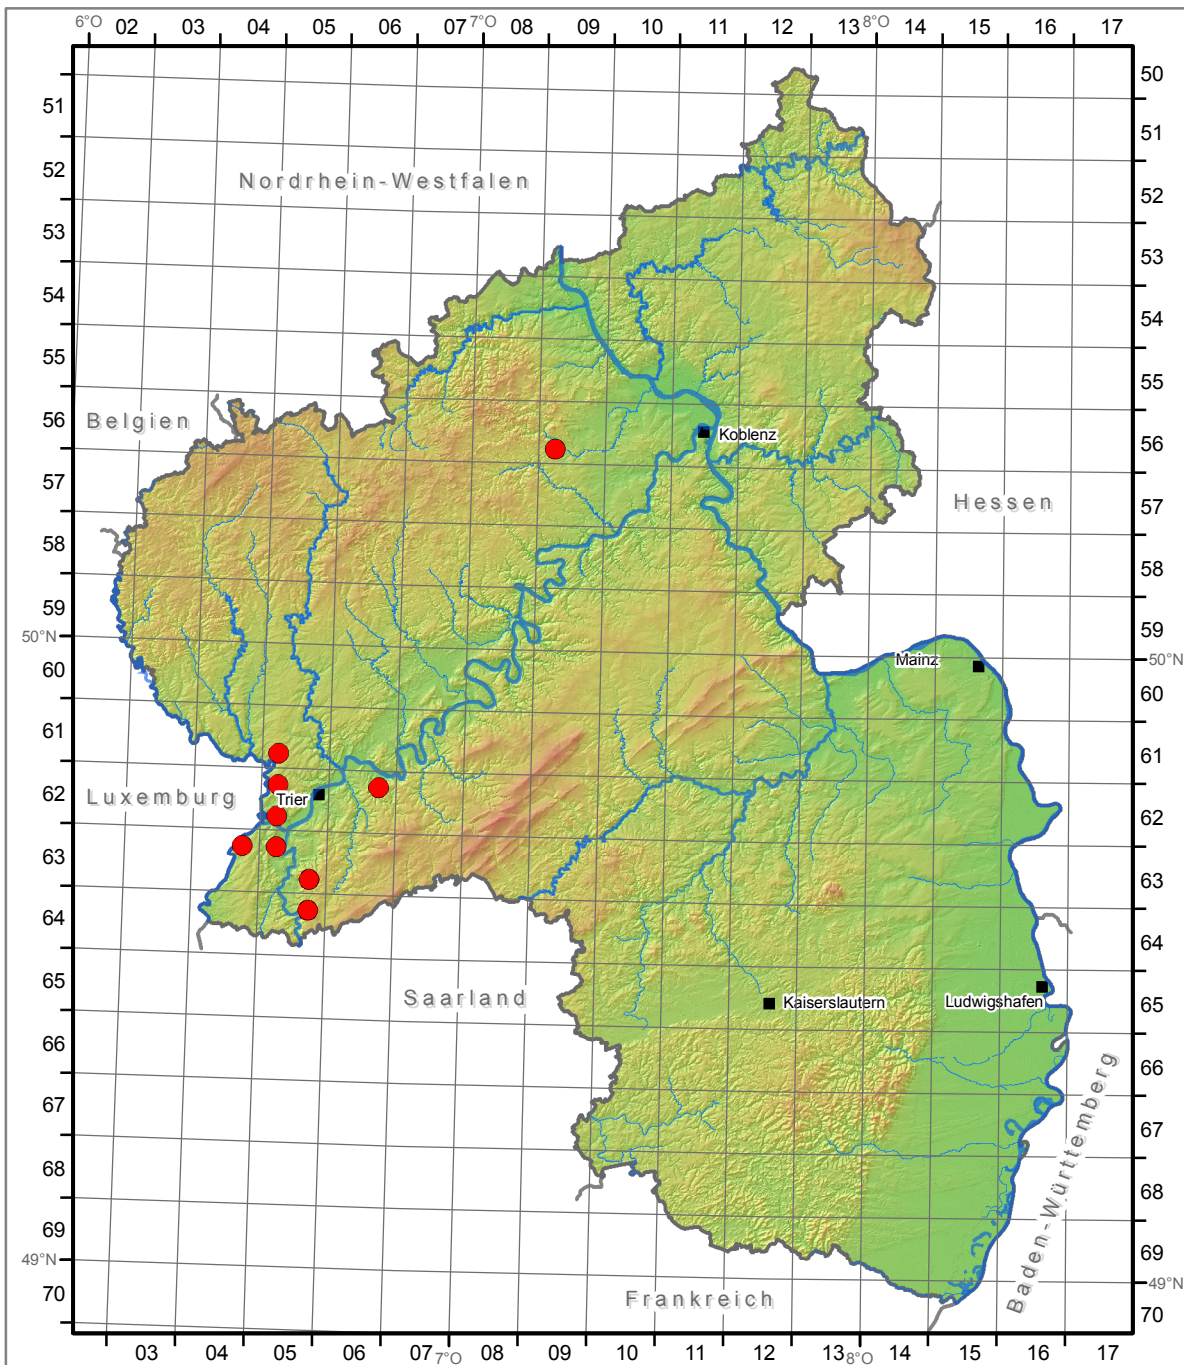 6°O 02 03 04 05 06 07 7°O 08 09 10 11 12 13 8°O 14 15 16 17
50
51
51
52
Nordrhein-Westfalen
52
53
53
54
54
55
55
Belgien
56
Koblenz
56
57
Hessen
57
58
58
59
59
50°N
Mainz
50°N
60
60
61
61
Luxemburg
Trier
62
62
63
63
64
64
65
Saarland
Kaiserslautern
Ludwigshafen
65
66
66
67
67
68
68
Baden-Württemberg
69
69
49°N
49°N
70
Frankreich
70
03 04 05 06 7°O 07 08 09 10 11 12 13 8°O 14 15 16 17